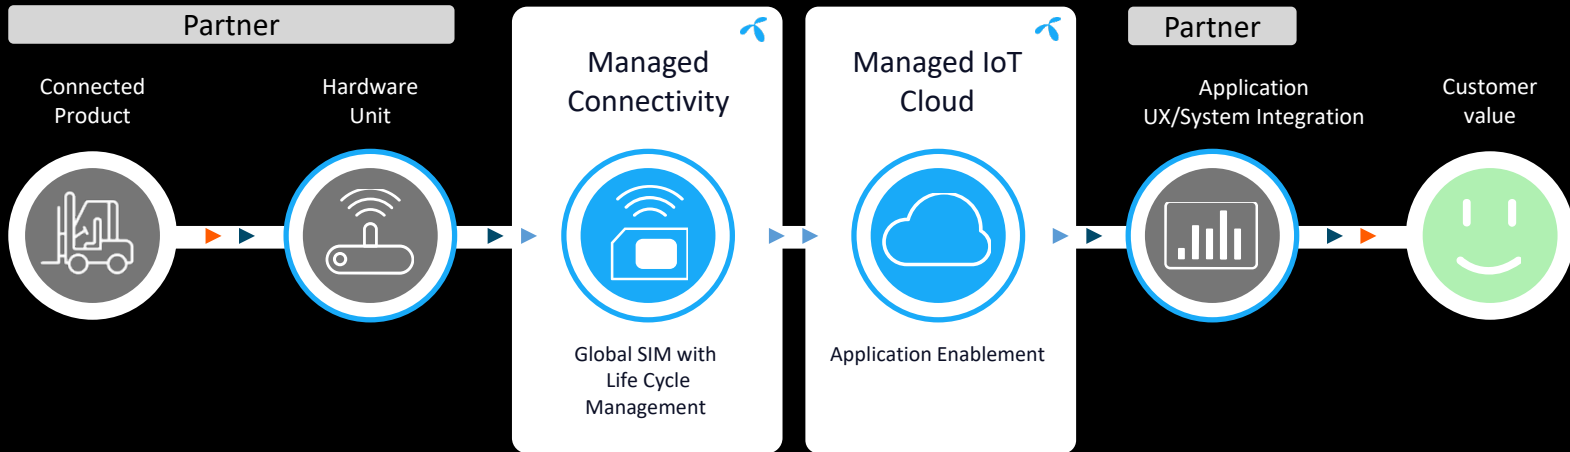 Partner
Connected
Product
Hardware
Unit
Managed
Connectivity
Global SIM with
Life Cycle
Management
Managed IoT
Cloud
Application Enablement
Partner
Application
UX/System Integration
Customer
value